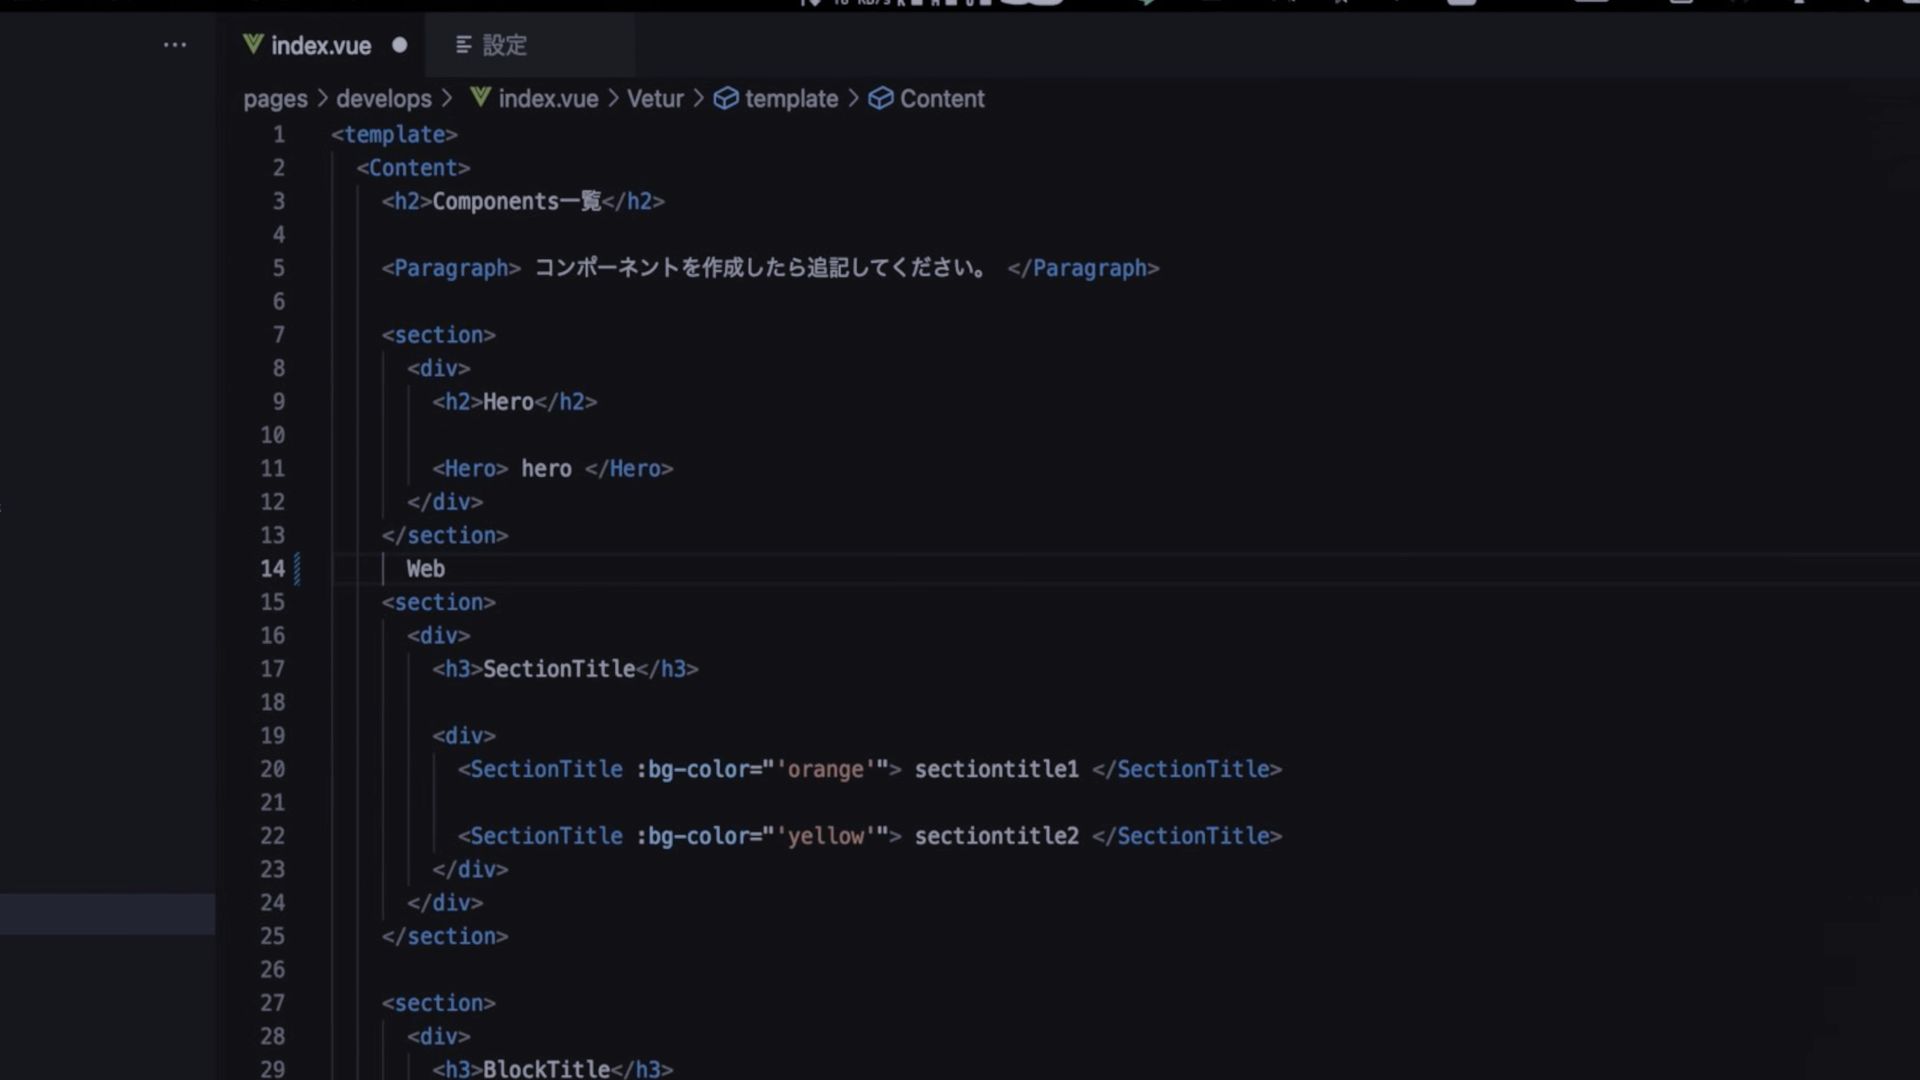 index.vue
設定
pages > develops > index.vue > Vetur > template > Content
1 <template>
2 <Content>
3 <h2>Components一覧</h2>
4
5 <Paragraph> コンポーネントを作成したら追記してください。 </Paragraph>
6
7 <section>
8 <div>
9 <h2>Hero</h2>
10
11 <Hero> hero </Hero>
12 </div>
13 </section>
14 Web
15 <section>
16 <div>
17 <h3>SectionTitle</h3>
18
19 <div>
20 <SectionTitle :bg-color="'orange'"> sectiontitle1 </SectionTitle>
21
22 <SectionTitle :bg-color="'yellow'"> sectiontitle2 </SectionTitle>
23 </div>
24 </div>
25 </section>
26
27 <section>
28 <div>
29 <h3>BlockTitle</h3>